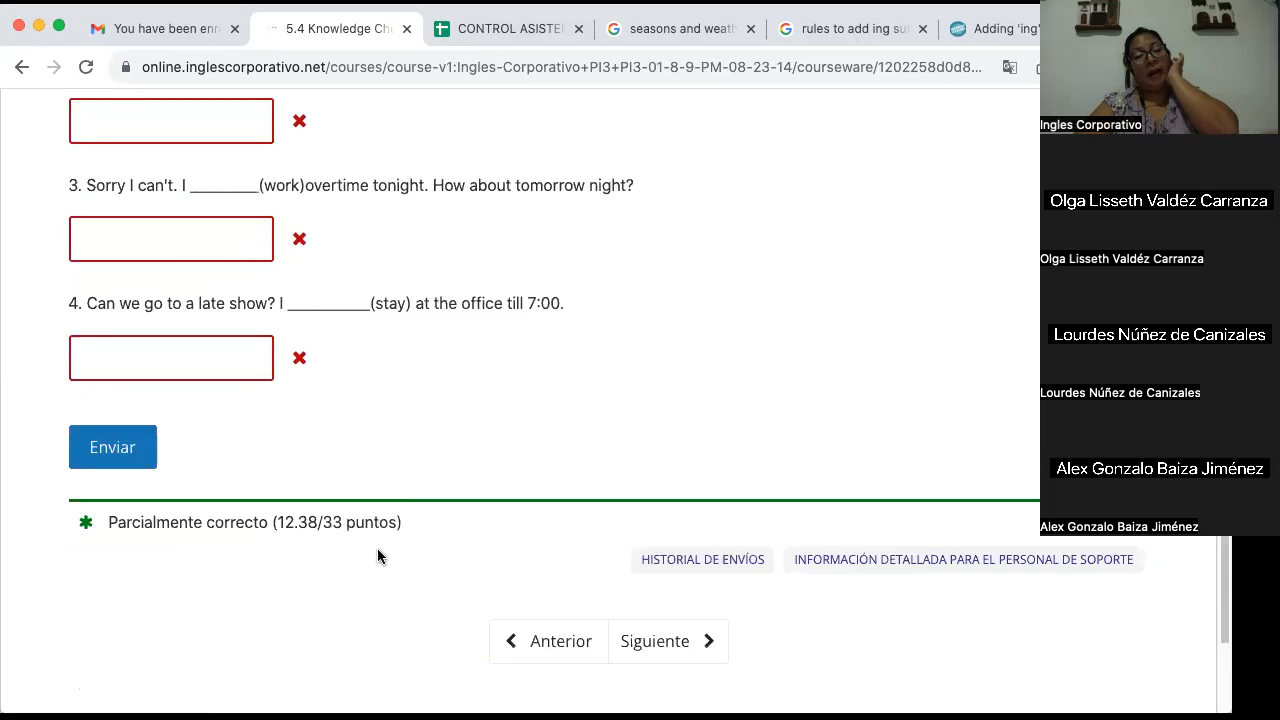 You have been enr
5.4 Knowledge Che
CONTROL ASISTEN
seasons and weath
rules to add ing suf
Adding 'ing'
online.inglescorporativo.net/courses/course-v1:Ingles-Corporativo+PI3+PI3-01-8-9-PM-08-23-14/courseware/1202258d0d8...
Ingles Corporativo
3. Sorry I can't. I ________(work)overtime tonight. How about tomorrow night?
Olga Lisseth Valdéz Carranza
Olga Lisseth Valdéz Carranza
4. Can we go to a late show? I __________(stay) at the office till 7:00.
Lourdes Núñez de Canizales
Lourdes Núñez de Canizales
Enviar
Alex Gonzalo Baiza Jiménez
Alex Gonzalo Baiza Jiménez
Parcialmente correcto (12.38/33 puntos)
HISTORIAL DE ENVÍOS
INFORMACIÓN DETALLADA PARA EL PERSONAL DE SOPORTE
Anterior
Siguiente